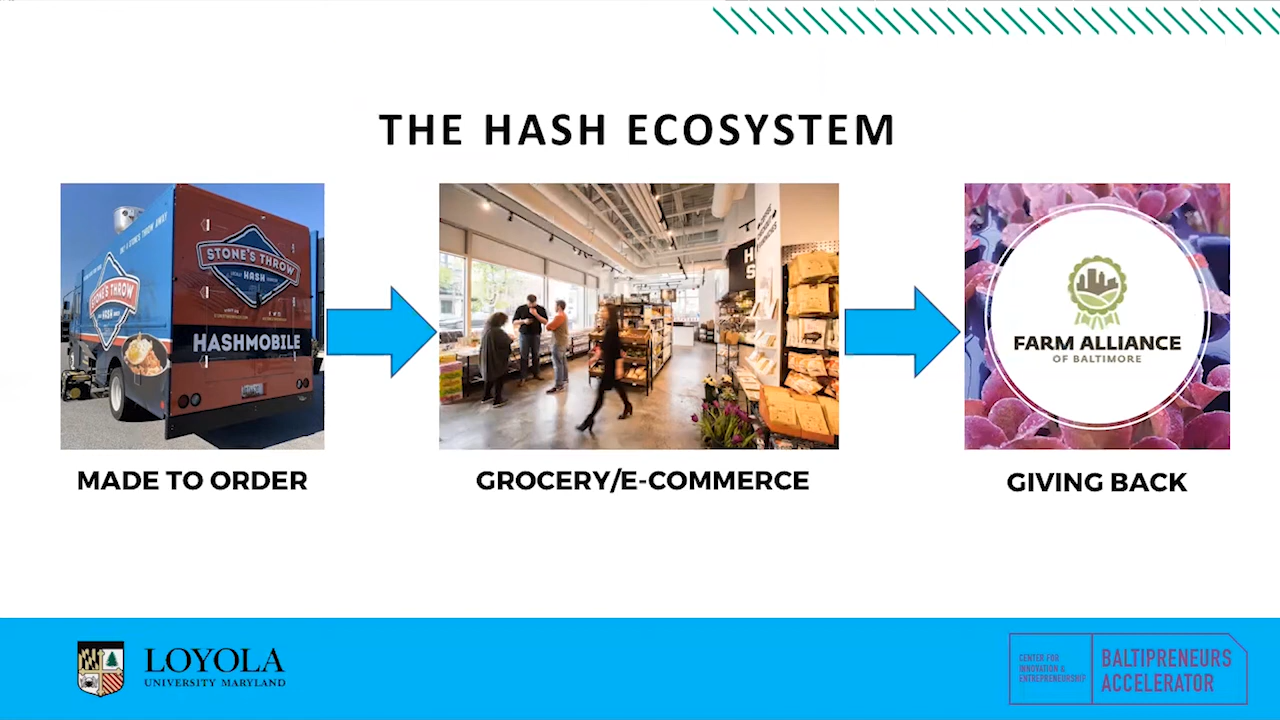 THE HASH ECOSYSTEM
STONE'S THROW
HASH
STONE'S THROW
HASH
HASHMOBILE
FARM ALLIANCE
OF BALTIMORE
MADE TO ORDER
GROCERY/E-COMMERCE
GIVING BACK
LOYOLA
UNIVERSITY MARYLAND
CENTER FOR
INNOVATION &
ENTREPRENEURSHIP
BALTIPRENEURS
ACCELERATOR